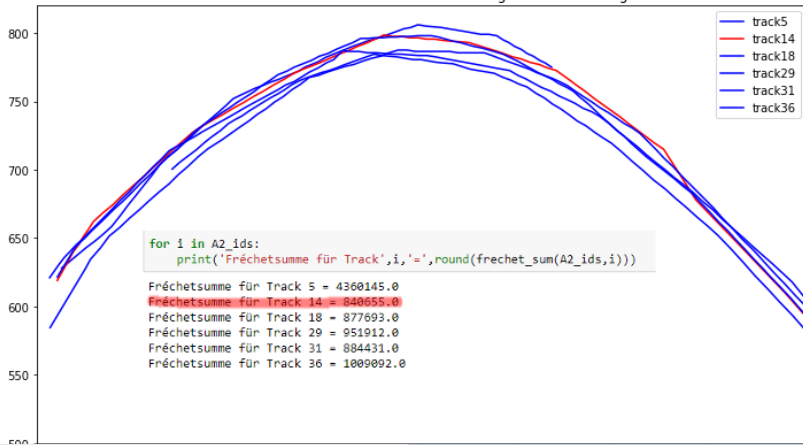 800
750
700
650
600
550
500
track5
track14
track18
track29
track31
track36
for i in A2_ids:
print('Fréchetsumme für Track',i,'=',round(frechet_sum(A2_ids,i)))
Fréchetsumme für Track 5 = 4360145.0
Fréchetsumme für Track 14 = 840655.0
Fréchetsumme für Track 18 = 877693.0
Fréchetsumme für Track 29 = 951912.0
Fréchetsumme für Track 31 = 884431.0
Fréchetsumme für Track 36 = 1009092.0